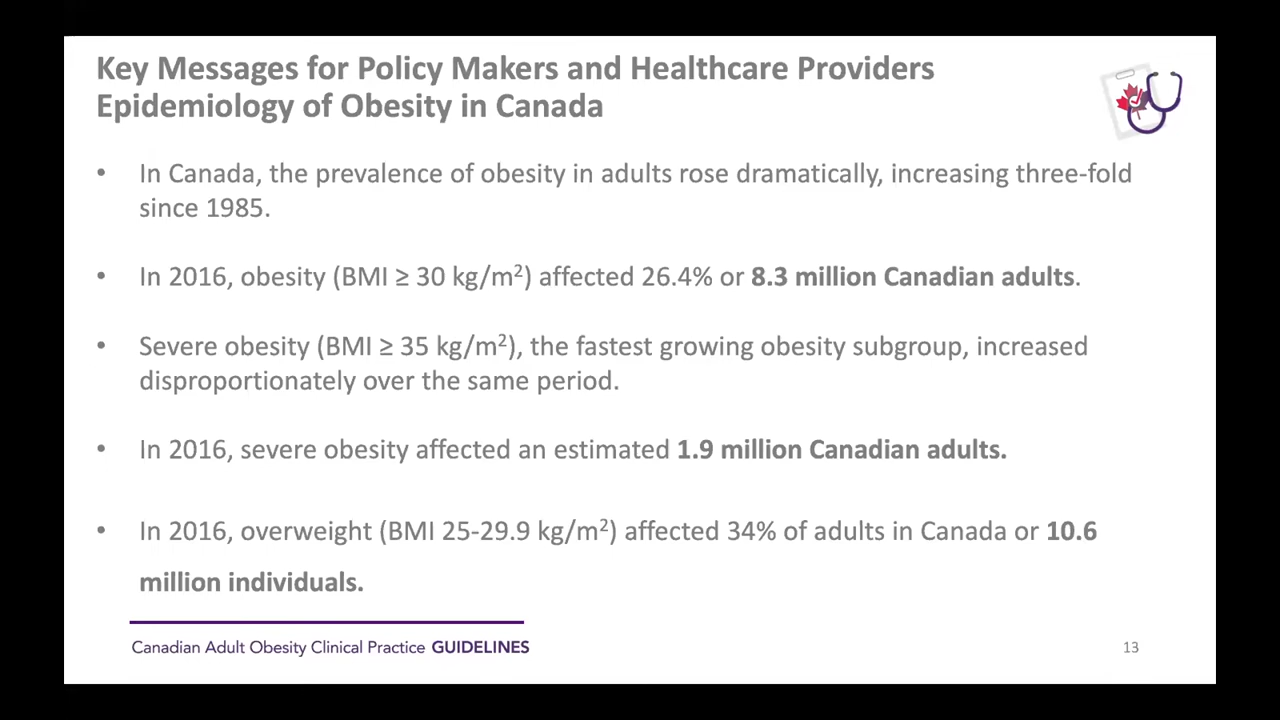 Key Messages for Policy Makers and Healthcare Providers
Epidemiology of Obesity in Canada
• In Canada, the prevalence of obesity in adults rose dramatically, increasing three-fold
since 1985.
• In 2016, obesity (BMI ≥ 30 kg/m²) affected 26.4% or 8.3 million Canadian adults.
• Severe obesity (BMI ≥ 35 kg/m²), the fastest growing obesity subgroup, increased
disproportionately over the same period.
• In 2016, severe obesity affected an estimated 1.9 million Canadian adults.
• In 2016, overweight (BMI 25-29.9 kg/m²) affected 34% of adults in Canada or 10.6
million individuals.
Canadian Adult Obesity Clinical Practice GUIDELINES
13